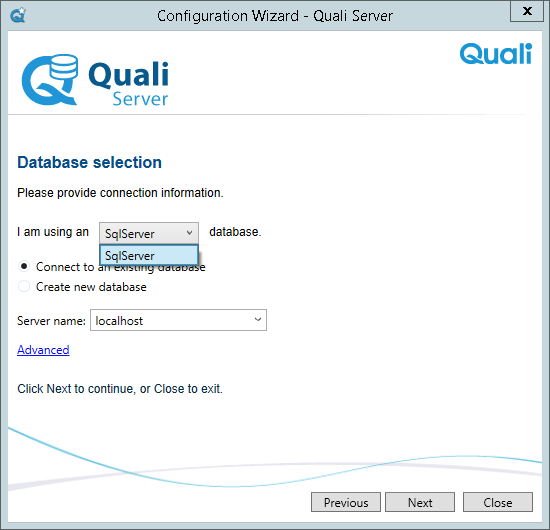 Configuration Wizard - Quali Server
X
Quali
Quali
Server
Database selection
Please provide connection information.
I am using an SqlServer database.
SqlServer
Connect to an existing database
Create new database
Server name: localhost
Advanced
Click Next to continue, or Close to exit.
Previous Next Close